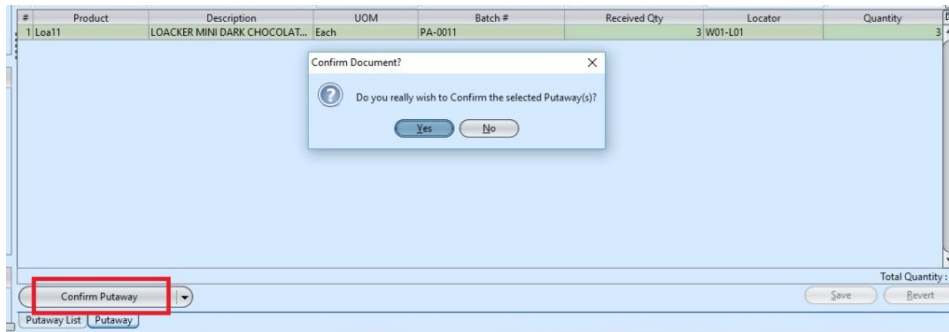 # Product Description UOM Batch # Received Qty Locator Quantity
1 Loa11 LOACKER MINI DARK CHOCOLAT... Each PA-0011 3 W01-L01 3
Confirm Document?
Do you really wish to Confirm the selected Putaway(s)?
Yes No
Total Quantity :
Confirm Putaway Save Revert
Putaway List Putaway